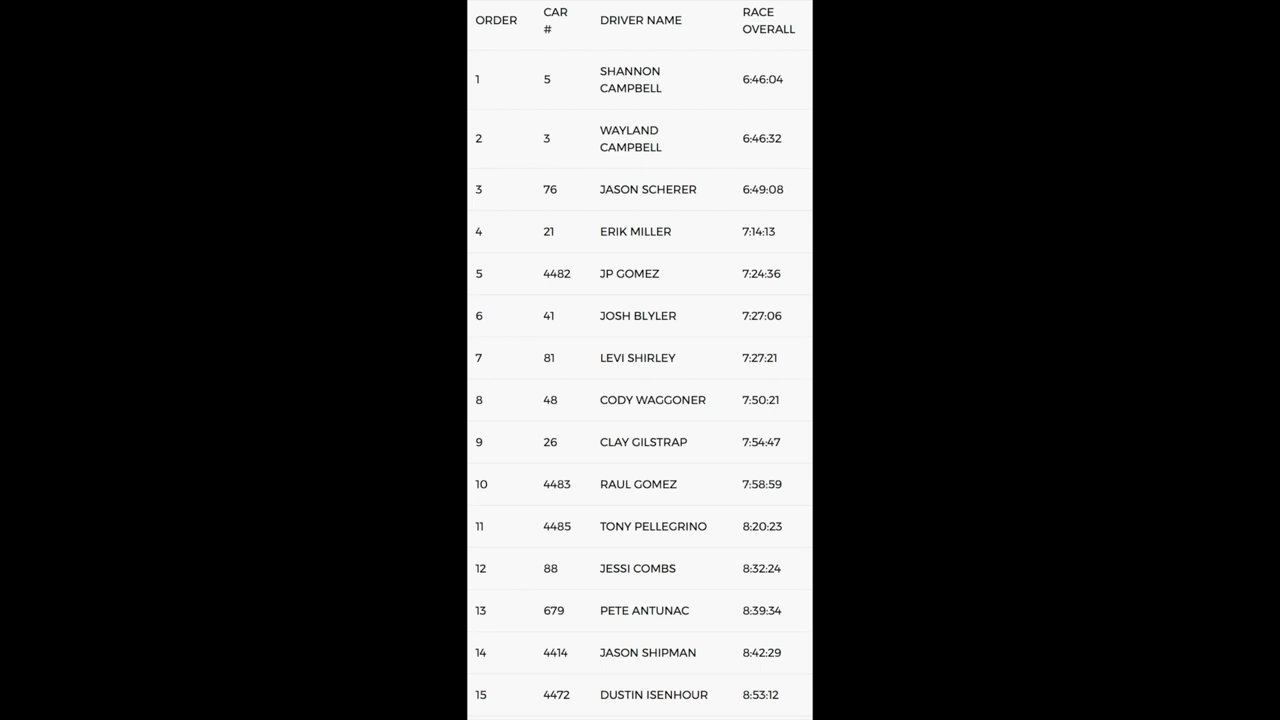 ORDER CAR # DRIVER NAME RACE OVERALL
1 5 SHANNON CAMPBELL 6:46:04
2 3 WAYLAND CAMPBELL 6:46:32
3 76 JASON SCHERER 6:49:08
4 21 ERIK MILLER 7:14:13
5 4482 JP GOMEZ 7:24:36
6 41 JOSH BLYLER 7:27:06
7 81 LEVI SHIRLEY 7:27:21
8 48 CODY WAGGONER 7:50:21
9 26 CLAY GILSTRAP 7:54:47
10 4483 RAUL GOMEZ 7:58:59
11 4485 TONY PELLEGRINO 8:20:23
12 88 JESSI COMBS 8:32:24
13 679 PETE ANTUNAC 8:39:34
14 4414 JASON SHIPMAN 8:42:29
15 4472 DUSTIN ISENHOUR 8:53:12